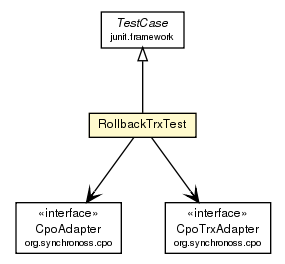 TestCase
junit.framework
RollbackTrxTest
«interface»
CpoAdapter
org.synchronoss.cpo
«interface»
CpoTrxAdapter
org.synchronoss.cpo